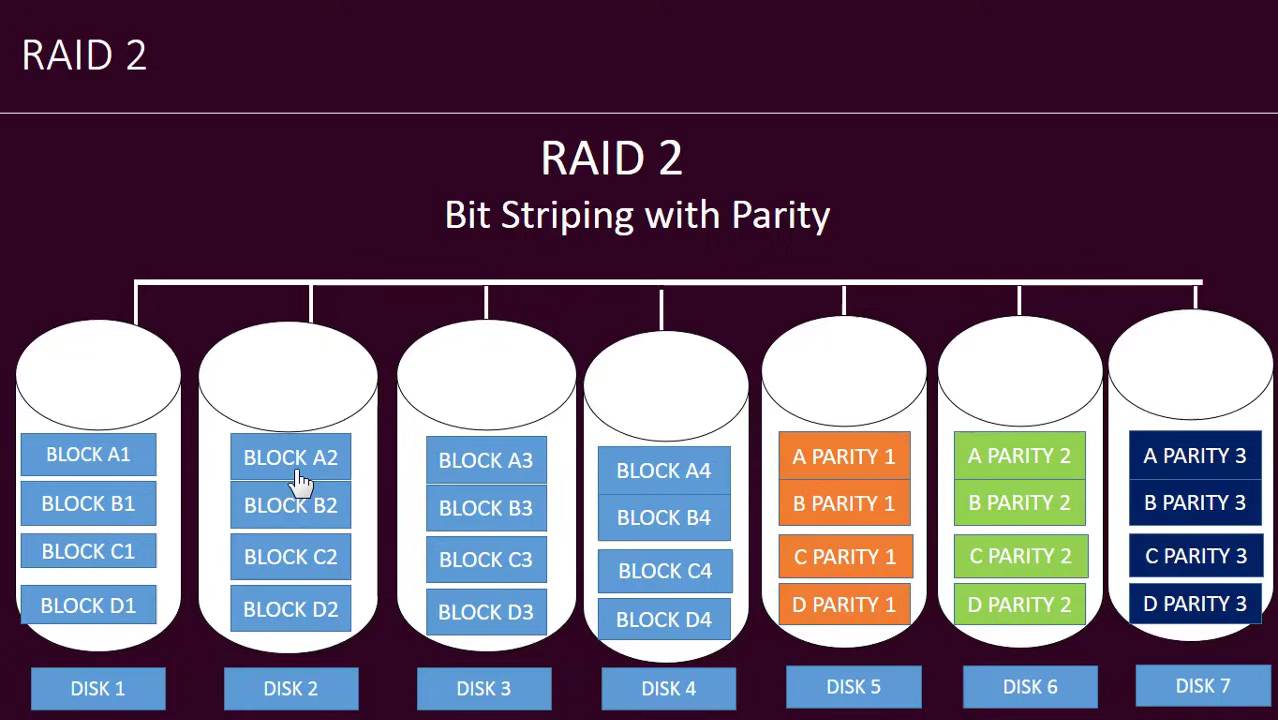 RAID 2
RAID 2
Bit Striping with Parity
BLOCK A1
BLOCK B1
BLOCK C1
BLOCK D1
DISK 1
BLOCK A2
BLOCK B2
BLOCK C2
BLOCK D2
DISK 2
BLOCK A3
BLOCK B3
BLOCK C3
BLOCK D3
DISK 3
BLOCK A4
BLOCK B4
BLOCK C4
BLOCK D4
DISK 4
A PARITY 1
B PARITY 1
C PARITY 1
D PARITY 1
DISK 5
A PARITY 2
B PARITY 2
C PARITY 2
D PARITY 2
DISK 6
A PARITY 3
B PARITY 3
C PARITY 3
D PARITY 3
DISK 7